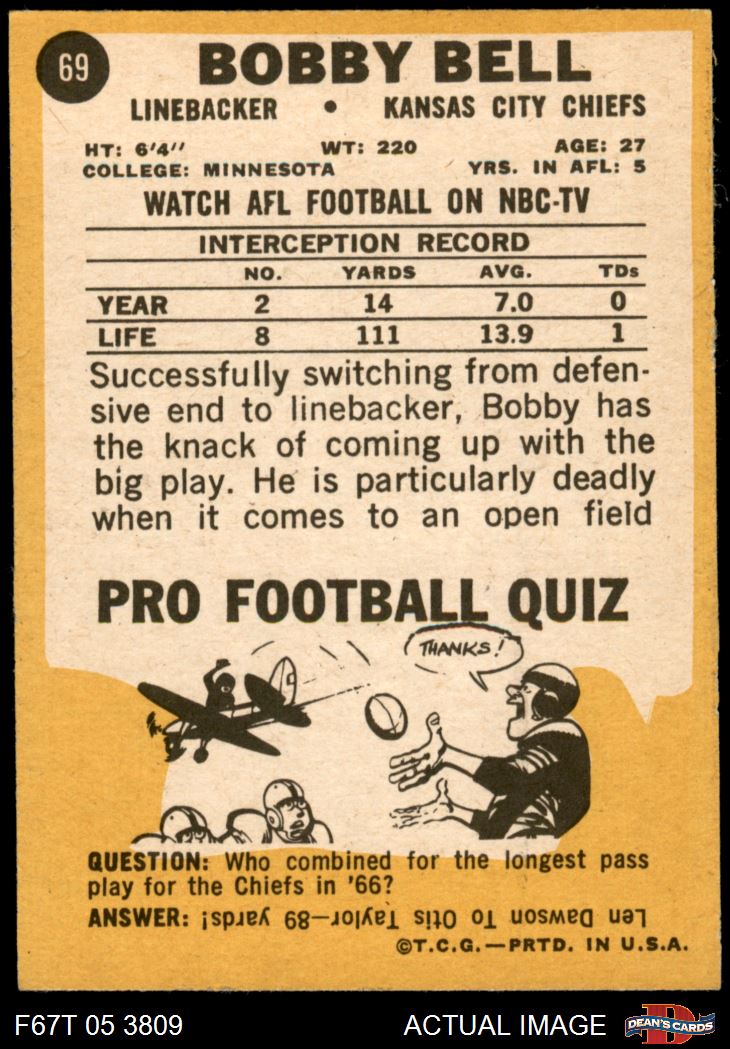 69
BOBBY BELL
LINEBACKER • KANSAS CITY CHIEFS
HT: 6'4" WT: 220 AGE: 27
COLLEGE: MINNESOTA YRS. IN AFL: 5
WATCH AFL FOOTBALL ON NBC-TV
INTERCEPTION RECORD
NO. YARDS AVG. TDs
YEAR 2 14 7.0 0
LIFE 8 111 13.9 1
Successfully switching from defen-
sive end to linebacker, Bobby has
the knack of coming up with the
big play. He is particularly deadly
when it comes to an open field
PRO FOOTBALL QUIZ
THANKS!
QUESTION: Who combined for the longest pass
play for the Chiefs in '66?
ANSWER: Len Dawson To Otis Taylor—89 yards!
©T.C.G.—PRTD. IN U.S.A.
F67T 05 3809 ACTUAL IMAGE
D
DEAN'S CARDS